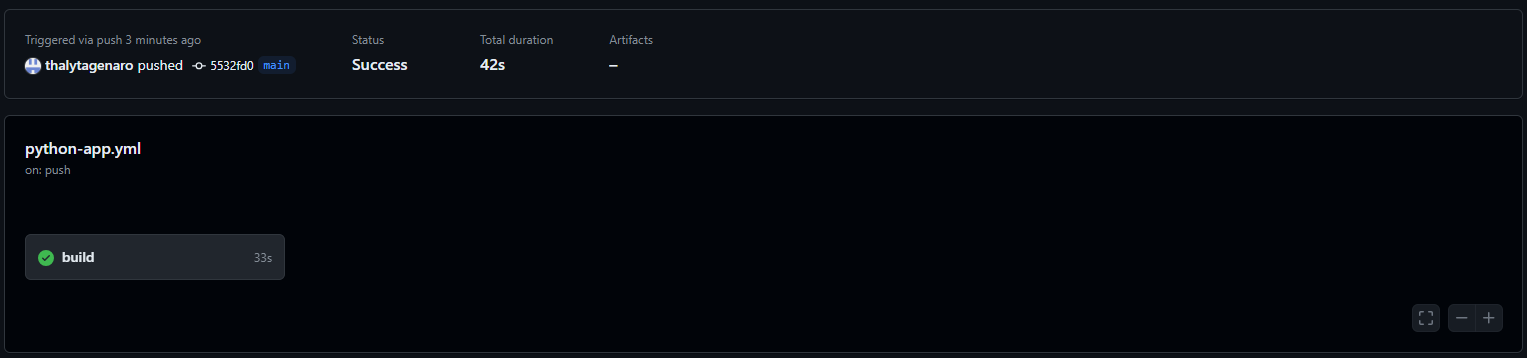 Triggered via push 3 minutes ago
thalytagenaro pushed 5532fd0 main
Status
Success
Total duration
42s
Artifacts
–
python-app.yml
on: push
build 33s